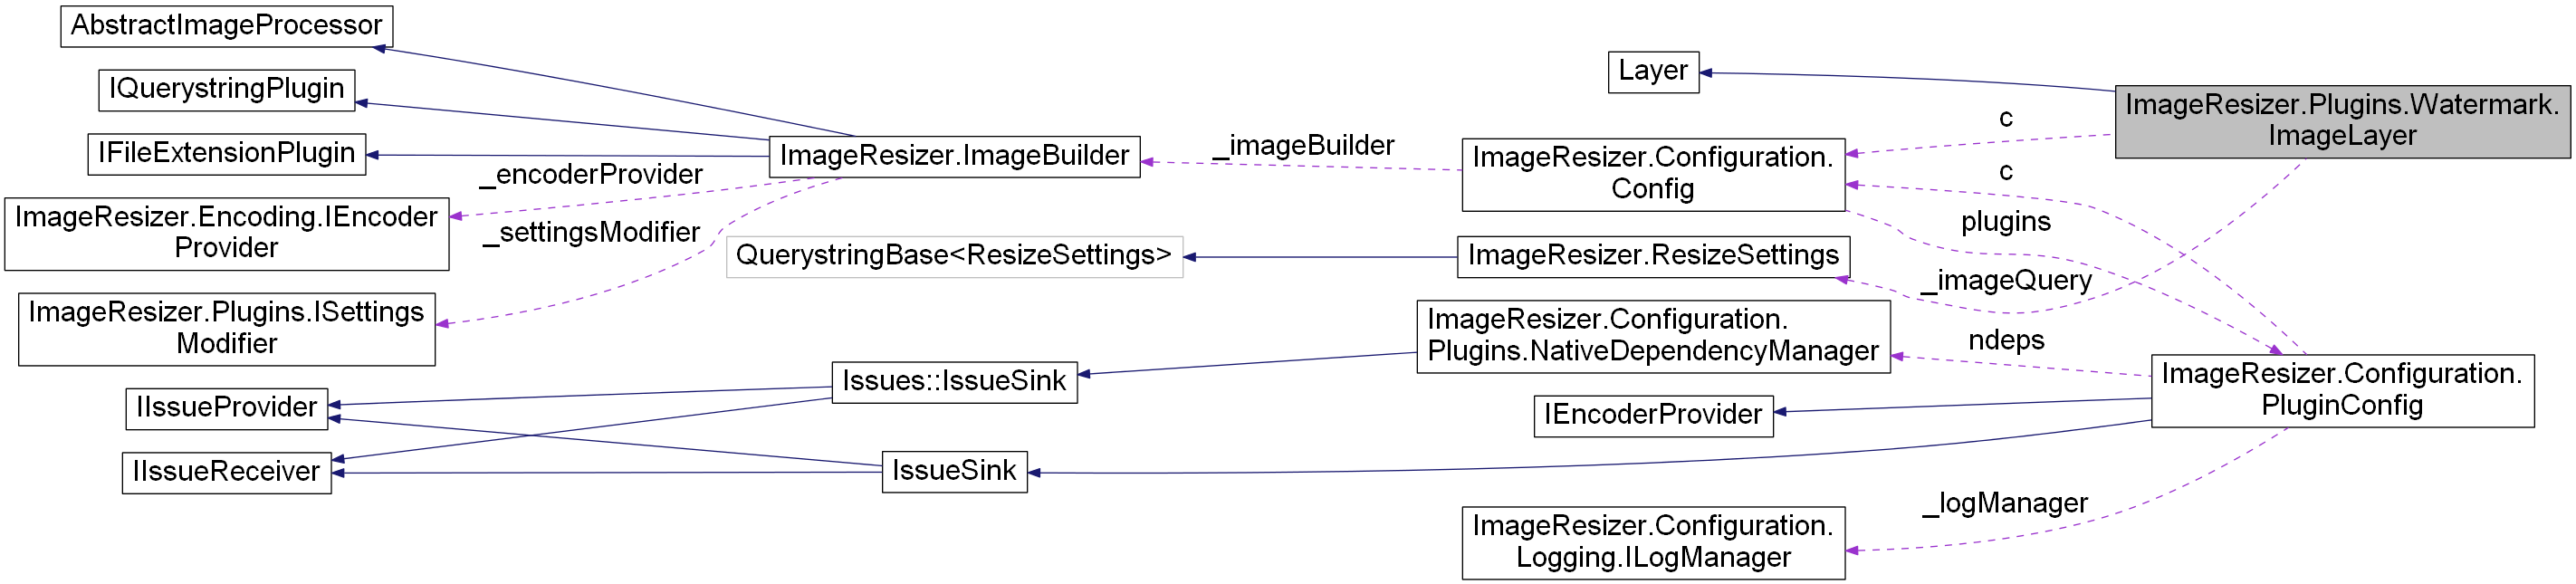 AbstractImageProcessor
IQuerystringPlugin
IFileExtensionPlugin
ImageResizer.Encoding.IEncoder
Provider
ImageResizer.Plugins.ISettings
Modifier
IIssueProvider
IIssueReceiver
_encoderProvider
_settingsModifier
ImageResizer.ImageBuilder
QuerystringBase<ResizeSettings>
Issues::IssueSink
IssueSink
_imageBuilder
Layer
ImageResizer.Configuration.
Config
ImageResizer.ResizeSettings
ImageResizer.Configuration.
Plugins.NativeDependencyManager
IEncoderProvider
ImageResizer.Configuration.
Logging.ILogManager
c
c
plugins
_imageQuery
ndeps
_logManager
ImageResizer.Plugins.Watermark.
ImageLayer
ImageResizer.Configuration.
PluginConfig